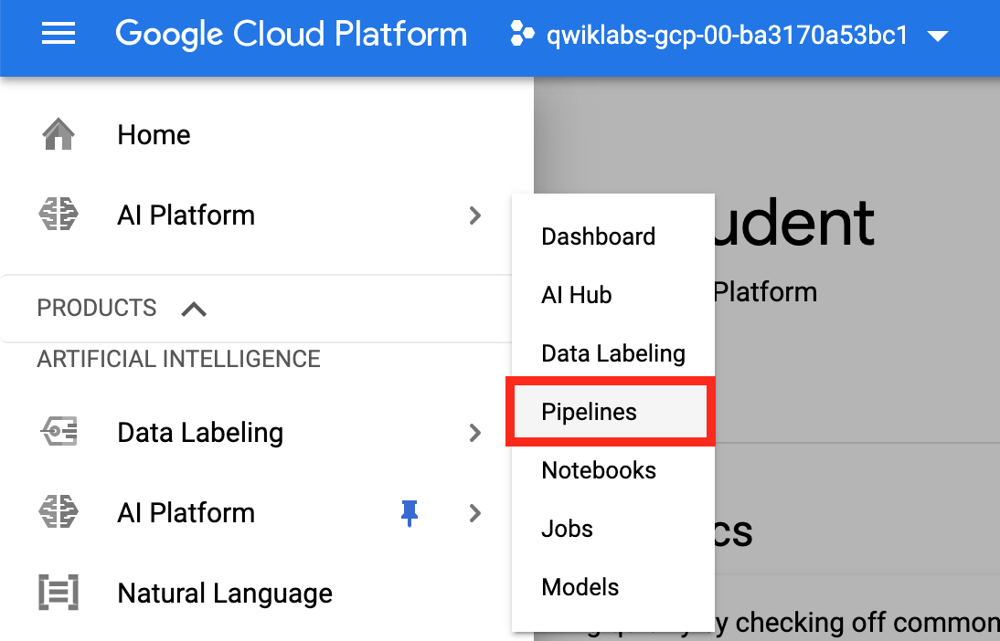 Google Cloud Platform
qwiklabs-gcp-00-ba3170a53bc1
Home
AI Platform
PRODUCTS
ARTIFICIAL INTELLIGENCE
Data Labeling
AI Platform
Natural Language
Dashboard
AI Hub
Data Labeling
Pipelines
Notebooks
Jobs
Models
udent
Platform
cs
y checking off common